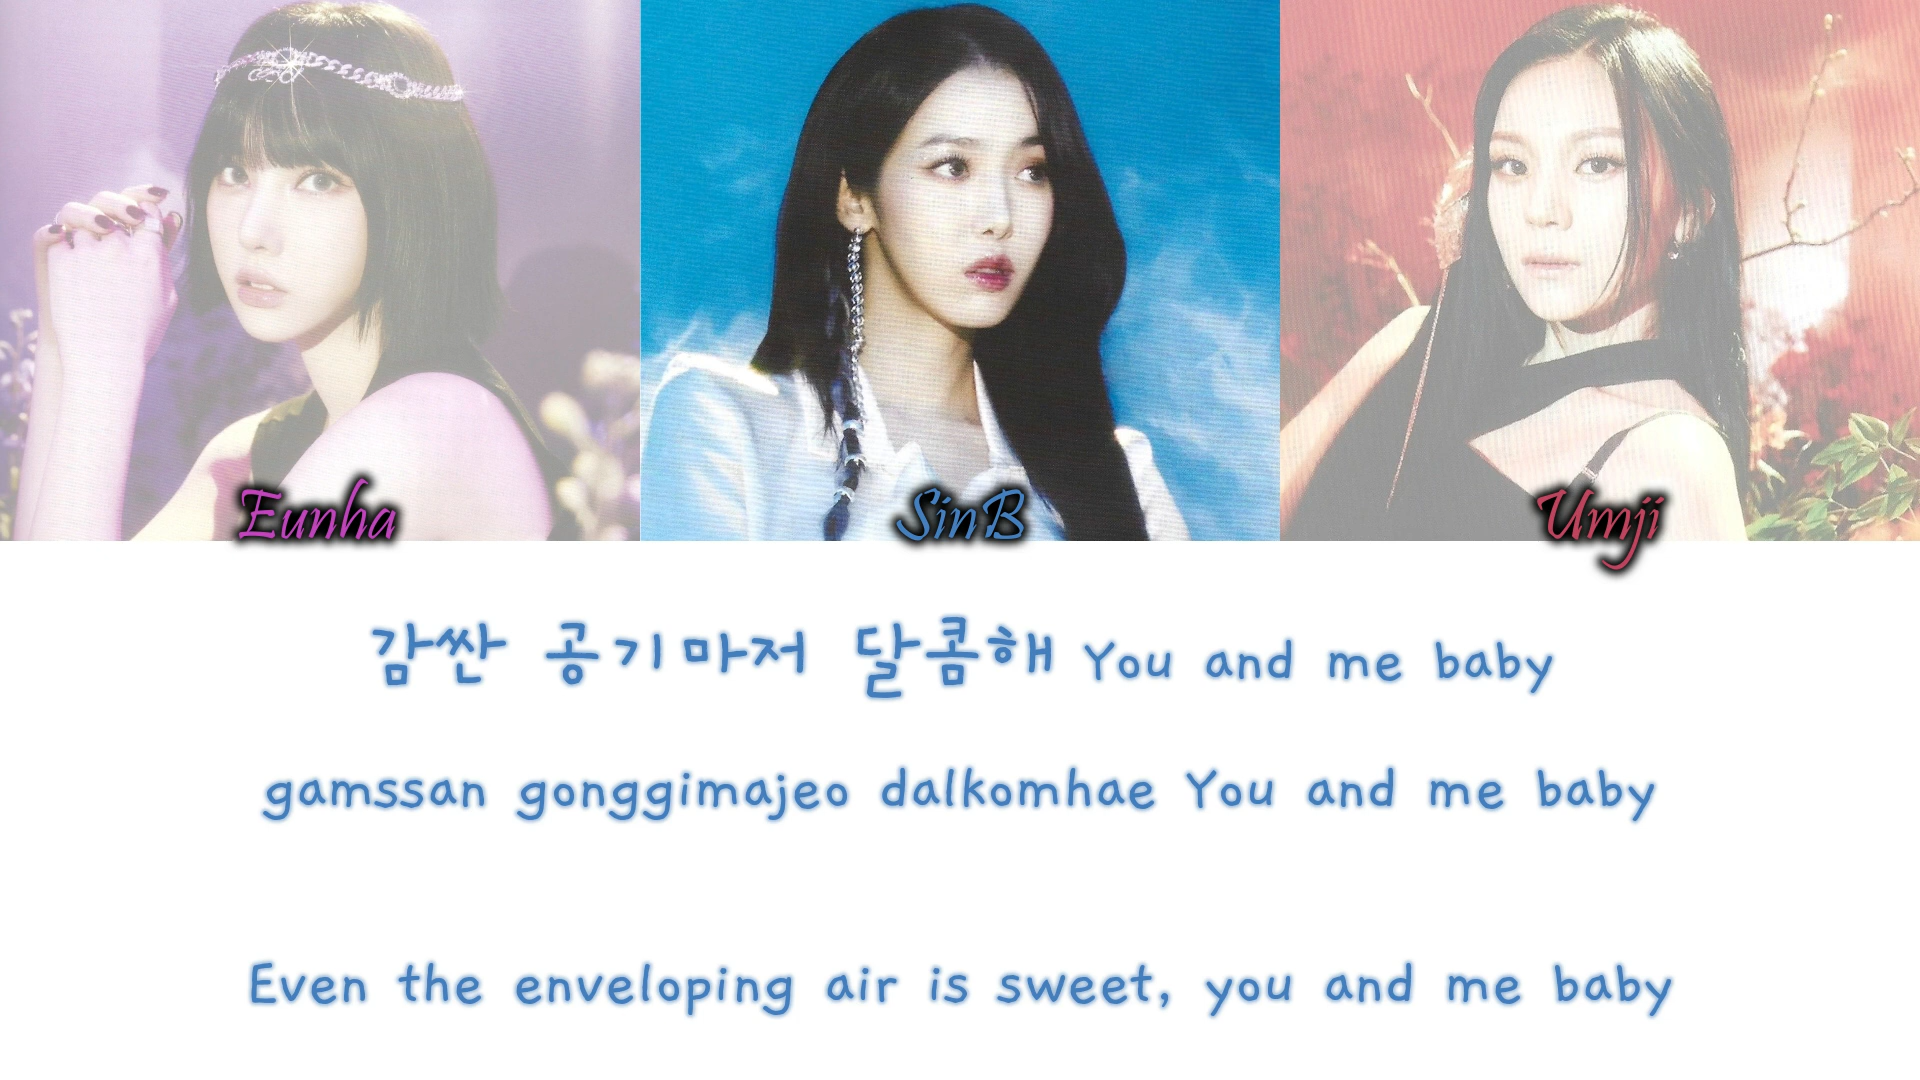 Eunha
SinB
Umji
감싼 공기마저 달콤해 You and me baby
gamssan gonggimajeo dalkomhae You and me baby
Even the enveloping air is sweet, you and me baby